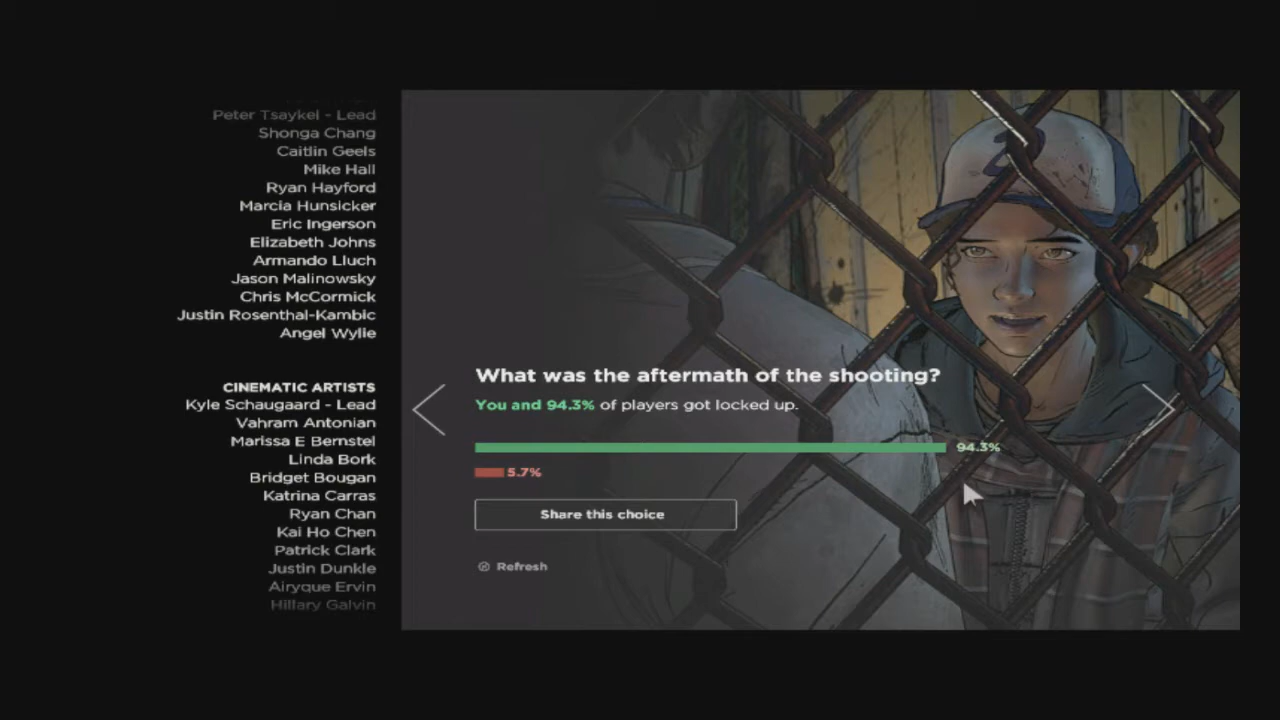 Peter Tsaykel - Lead
Shonga Chang
Caitlin Geels
Mike Hall
Ryan Hayford
Marcia Hunsicker
Eric Ingerson
Elizabeth Johns
Armando Lluch
Jason Malinowsky
Chris McCormick
Justin Rosenthal-Kambic
Angel Wylie
CINEMATIC ARTISTS
Kyle Schaugaard - Lead
Vahram Antonian
Marissa E Bernstel
Linda Bork
Bridget Bougan
Katrina Carras
Ryan Chan
Kai Ho Chen
Patrick Clark
Justin Dunkle
Airyque Ervin
Hillary Galvin
What was the aftermath of the shooting?
You and 94.3% of players got locked up.
94.3%
5.7%
Share this choice
Refresh